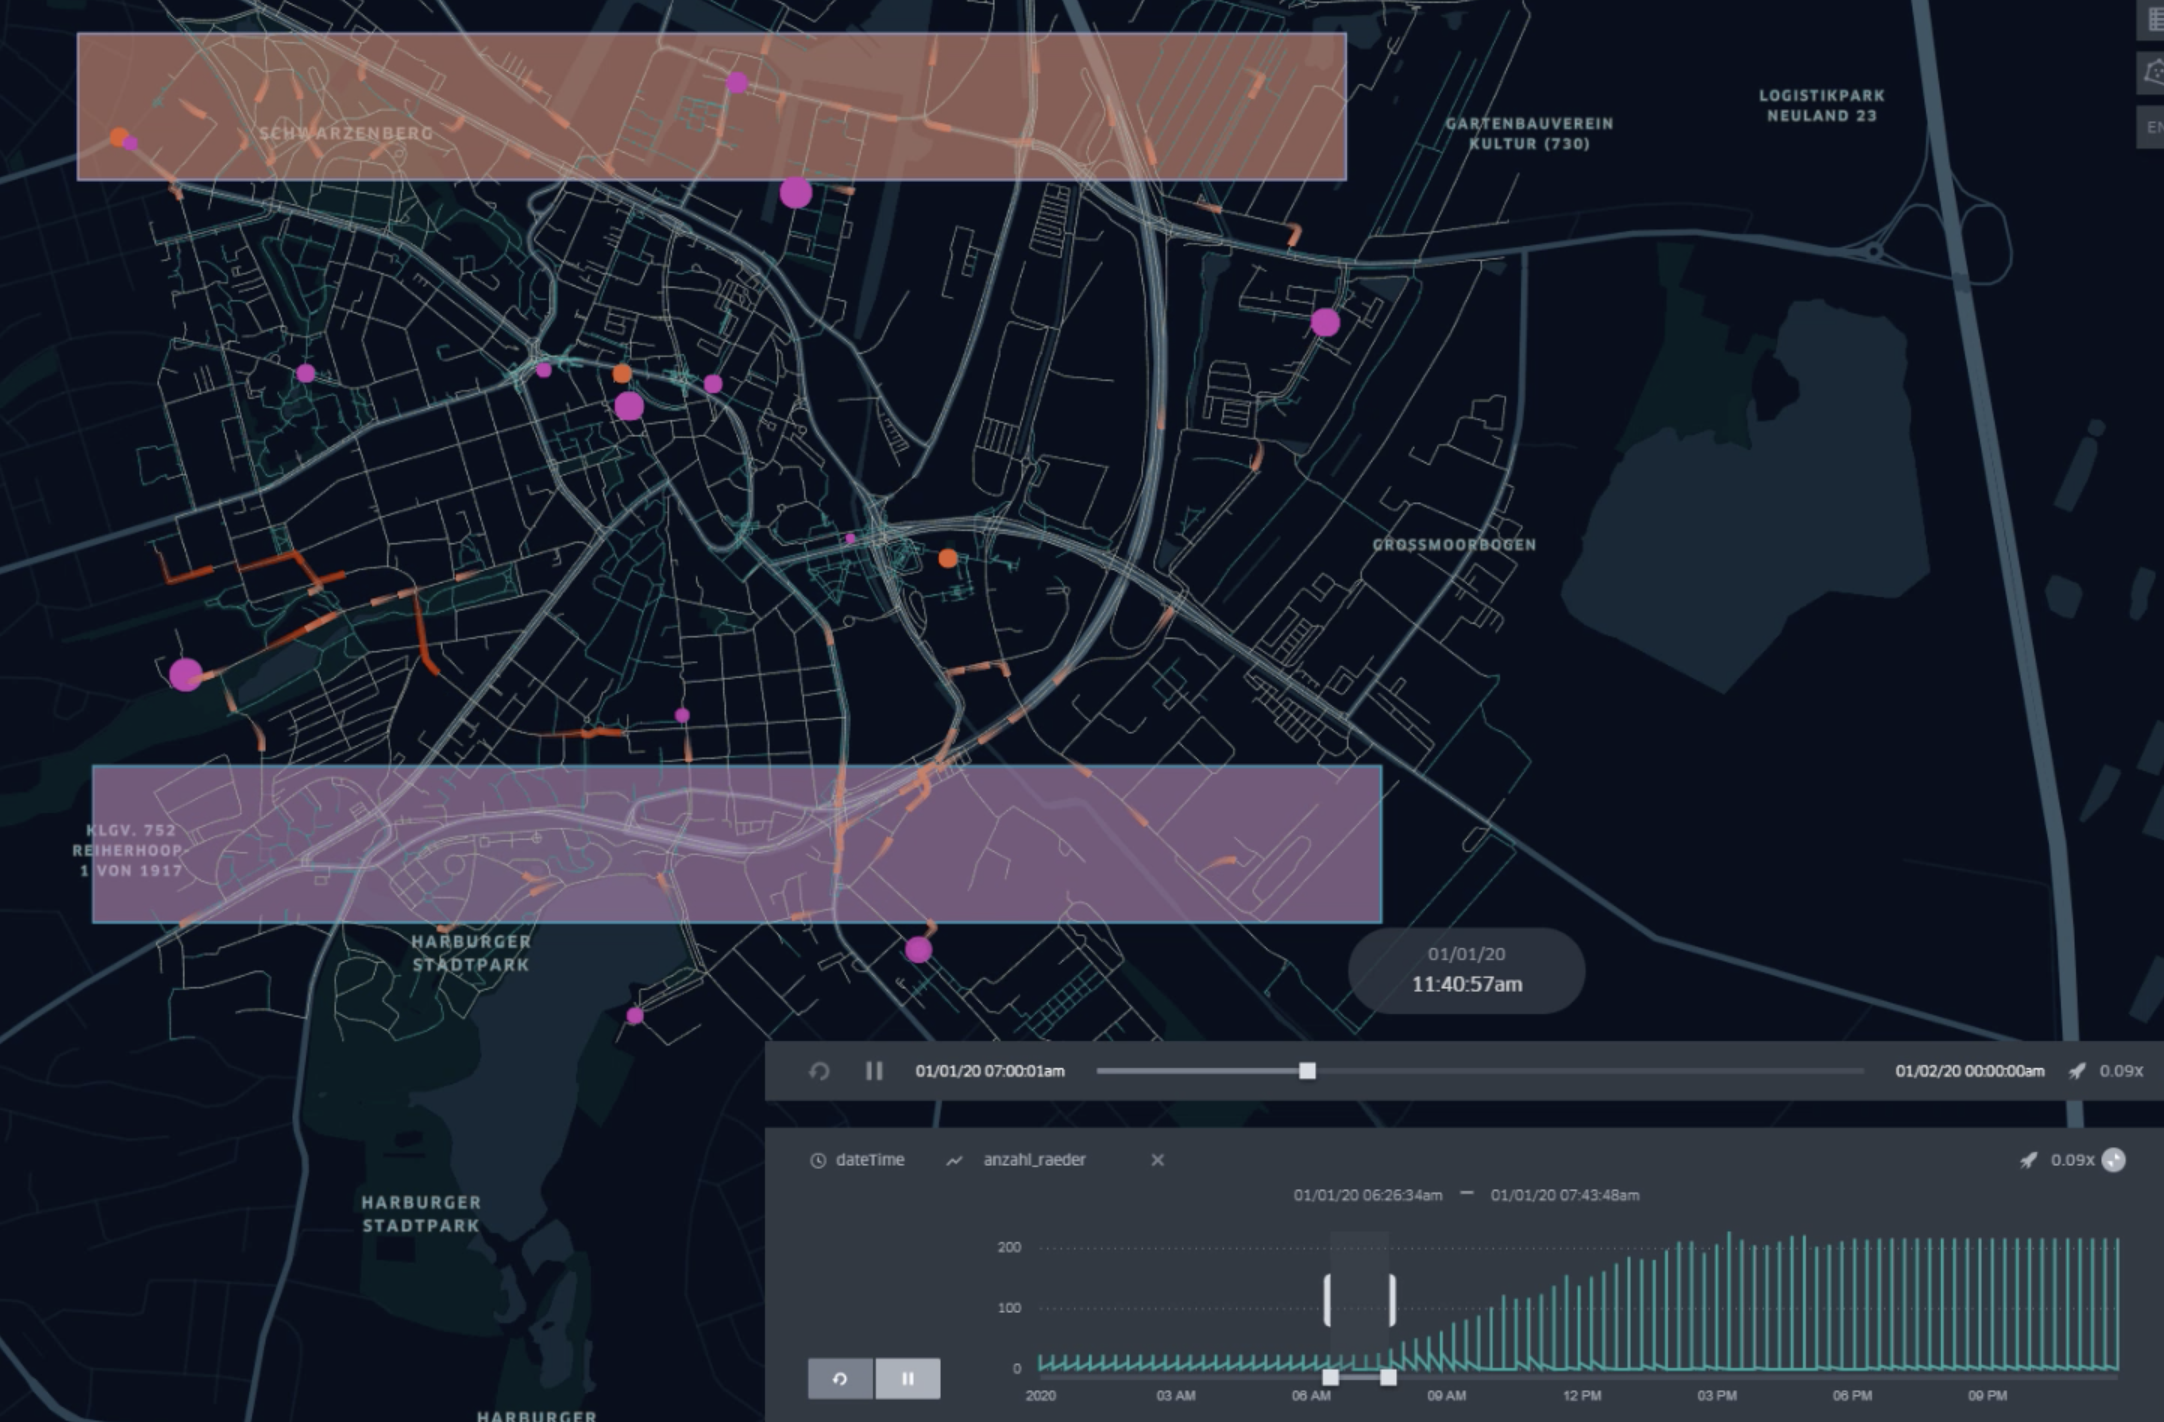 LOGISTIKPARK
NEULAND 23
GARTENBAUVEREIN
KULTUR (730)
EN
SCHWARZENBERG
GROSSMOORBOGEN
KLGV. 752
REIHERHOOP-
1 VON 1917
HARBURGER
STADTPARK
01/01/20
11:40:57am
01/01/20 07:00:01am
01/02/20 00:00:00am
0.09x
dateTime
anzahl_raeder
0.09x
01/01/20 06:26:34am — 01/01/20 07:43:48am
HARBURGER
STADTPARK
200
100
0
2020 03 AM 06 AM 09 AM 12 PM 03 PM 06 PM 09 PM
HARBURGER